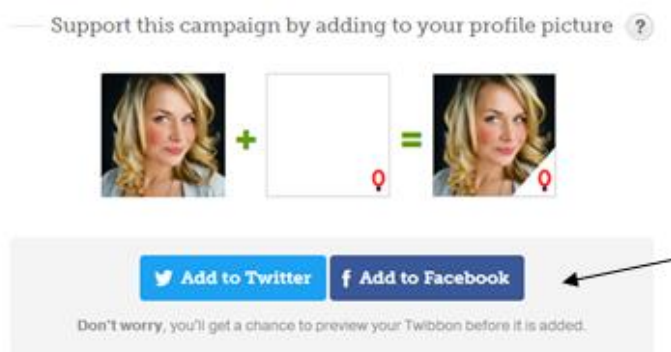 Support this campaign by adding to your profile picture ?
Add to Twitter f Add to Facebook
Don't worry, you'll get a chance to preview your Twibbon before it is added.